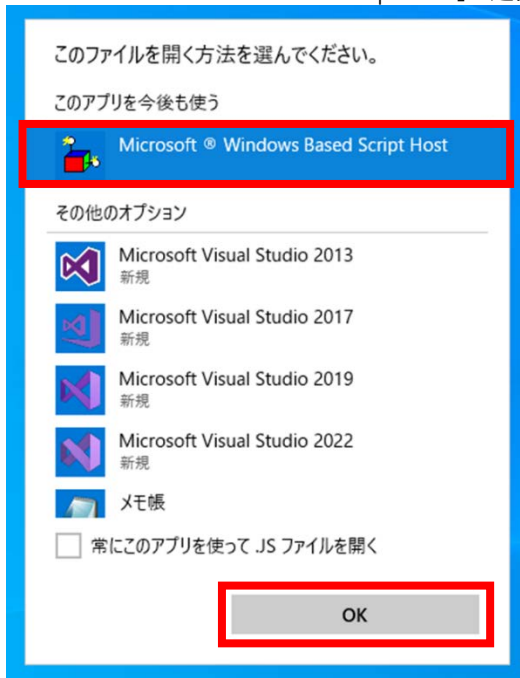 このファイルを開く方法を選んでください。
このアプリを今後も使う
Microsoft ® Windows Based Script Host
その他のオプション
Microsoft Visual Studio 2013
新規
Microsoft Visual Studio 2017
新規
Microsoft Visual Studio 2019
新規
Microsoft Visual Studio 2022
新規
メモ帳
常にこのアプリを使って .JS ファイルを開く
OK